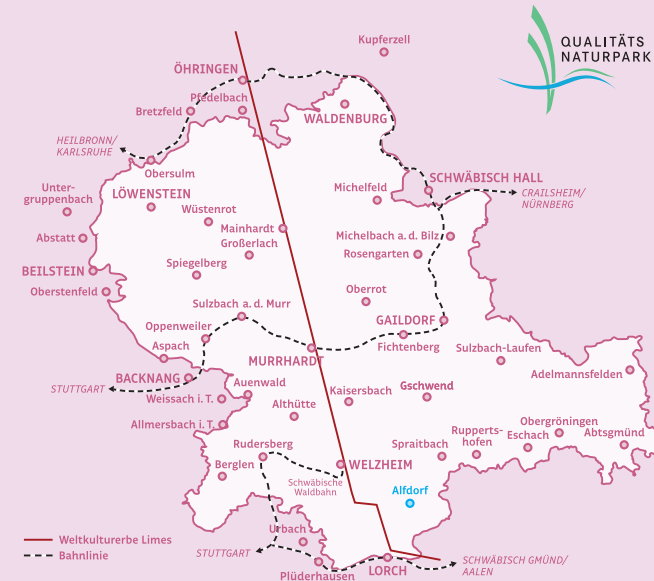 Kupferzell
QUALITÄTS
NATURPARK
ÖHRINGEN
Pfedelbach
Bretzfeld
WALDENBURG
HEILBRONN/
KARLSRUHE
Obersulm
SCHWÄBISCH HALL
Unter-
gruppenbach
LÖWENSTEIN
Michelfeld
CRAILSHEIM/
NÜRNBERG
Wüstenrot
Mainhardt
Abstatt
Michelbach a. d. Bilz
Großerlach
Rosengarten
BEILSTEIN
Spiegelberg
Oberstenfeld
Oberrot
Sulzbach a. d. Murr
GAILDORF
Oppenweiler
Fichtenberg
Aspach
MURRHARDT
Sulzbach-Laufen
BACKNANG
Adelmannsfelden
STUTTGART
Auenwald
Weissach i. T.
Kaisersbach
Gschwend
Althütte
Allmersbach i. T.
Obergröningen
Rudersberg
Spraitbach
Rupperts-
hofen
Eschach
Abtsgmünd
Berglen
WELZHEIM
Schwäbische
Waldbahn
Alfdorf
Urbach
Weltkulturerbe Limes
Bahnlinie
STUTTGART
Plüderhausen
LORCH
SCHWÄBISCH GMÜND/
AALEN